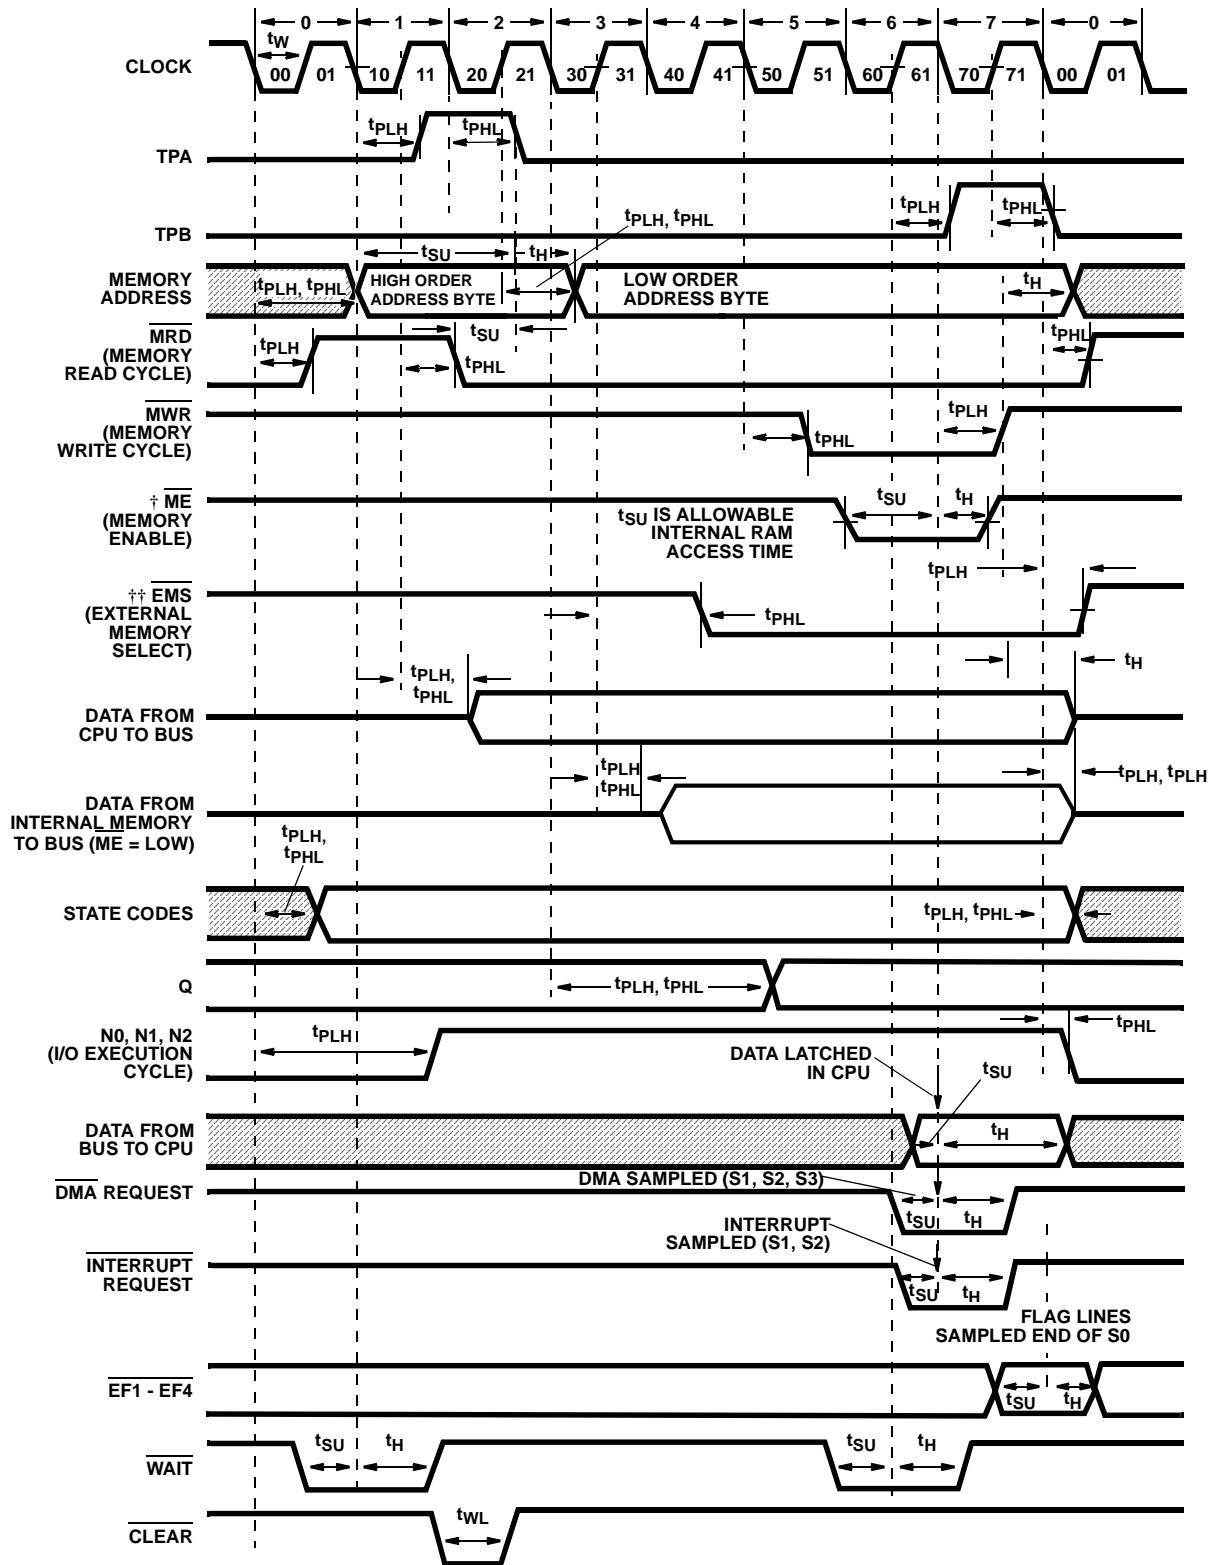 0 1 2 3 4 5 6 7 0
tW
CLOCK
00 01 10 11 20 21 30 31 40 41 50 51 60 61 70 71 00 01
tPLH
tPHL
TPA
tPLH
tPHL
TPB
tPLH, tPHL
tSU
tH
MEMORY
ADDRESS
tPLH, tPHL
HIGH ORDER
ADDRESS BYTE
LOW ORDER
ADDRESS BYTE
tH
MRD
(MEMORY
READ CYCLE)
tPLH
tSU
tPHL
tPHL
MWR
(MEMORY
WRITE CYCLE)
tPHL
tPLH
† ME
(MEMORY
ENABLE)
tSU IS ALLOWABLE
INTERNAL RAM
ACCESS TIME
tSU
tH
tPLH
†† EMS
(EXTERNAL
MEMORY
SELECT)
tPHL
tH
tPLH,
tPHL
DATA FROM
CPU TO BUS
tPLH
tPHL
tPLH, tPLH
DATA FROM
INTERNAL MEMORY
TO BUS (ME = LOW)
tPLH,
tPHL
STATE CODES
tPLH, tPHL
Q
tPLH, tPHL
N0, N1, N2
(I/O EXECUTION
CYCLE)
tPLH
tPHL
DATA LATCHED
IN CPU
tSU
DATA FROM
BUS TO CPU
tH
DMA SAMPLED (S1, S2, S3)
DMA REQUEST
tSU
tH
INTERRUPT
SAMPLED (S1, S2)
INTERRUPT
REQUEST
tSU
tH
FLAG LINES
SAMPLED END OF S0
EF1 - EF4
tSU
tH
WAIT
tSU
tH
tSU
tH
CLEAR
tWL